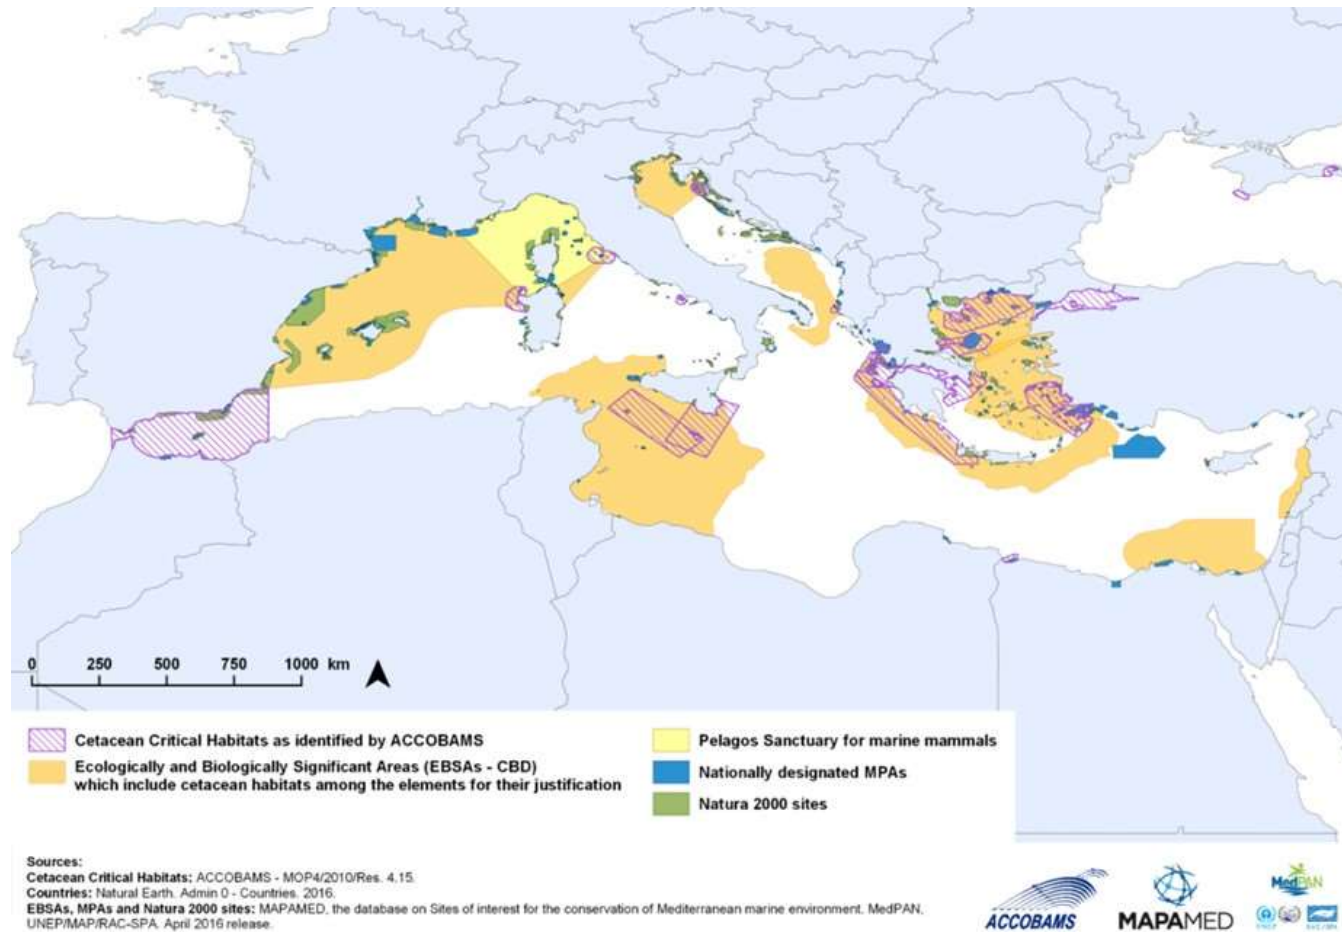 0 250 500 750 1000 km
Cetacean Critical Habitats as identified by ACCOBAMS
Ecologically and Biologically Significant Areas (EBSAs - CBD)
which include cetacean habitats among the elements for their justification
Pelagos Sanctuary for marine mammals
Nationally designated MPAs
Natura 2000 sites
Sources:
Cetacean Critical Habitats: ACCOBAMS - MOP4/2010/Res. 4.15.
Countries: Natural Earth. Admin 0 - Countries. 2016.
EBSAs, MPAs and Natura 2000 sites: MAPAMED, the database on Sites of interest for the conservation of Mediterranean marine environment. MedPAN,
UNEP/MAP/RAC-SPA. April 2016 release.
ACCOBAMS
MAPAMED
MedPAN
UNEP